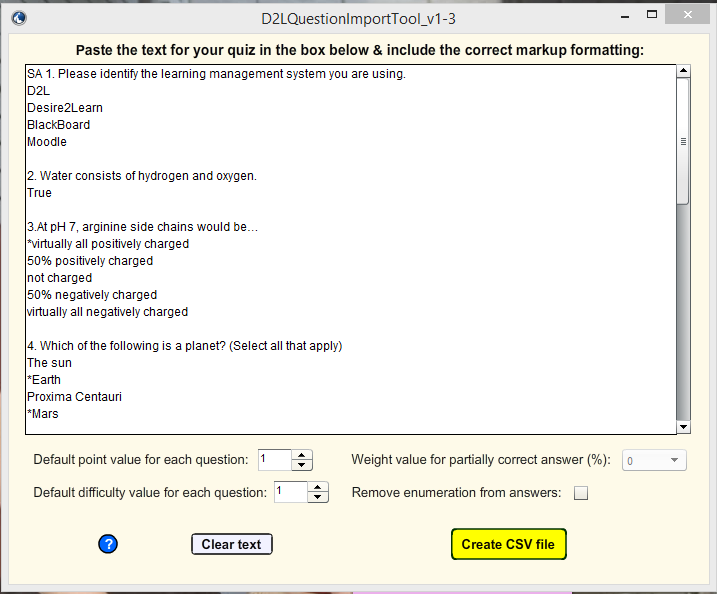 D2LQuestionImportTool_v1-3
Paste the text for your quiz in the box below & include the correct markup formatting:
SA 1. Please identify the learning management system you are using.
D2L
Desire2Learn
BlackBoard
Moodle
2. Water consists of hydrogen and oxygen.
True
3.At pH 7, arginine side chains would be…
*virtually all positively charged
50% positively charged
not charged
50% negatively charged
virtually all negatively charged
4. Which of the following is a planet? (Select all that apply)
The sun
*Earth
Proxima Centauri
*Mars
Default point value for each question: 1 Weight value for partially correct answer (%): 0
Default difficulty value for each question: 1 Remove enumeration from answers:
? Clear text Create CSV file